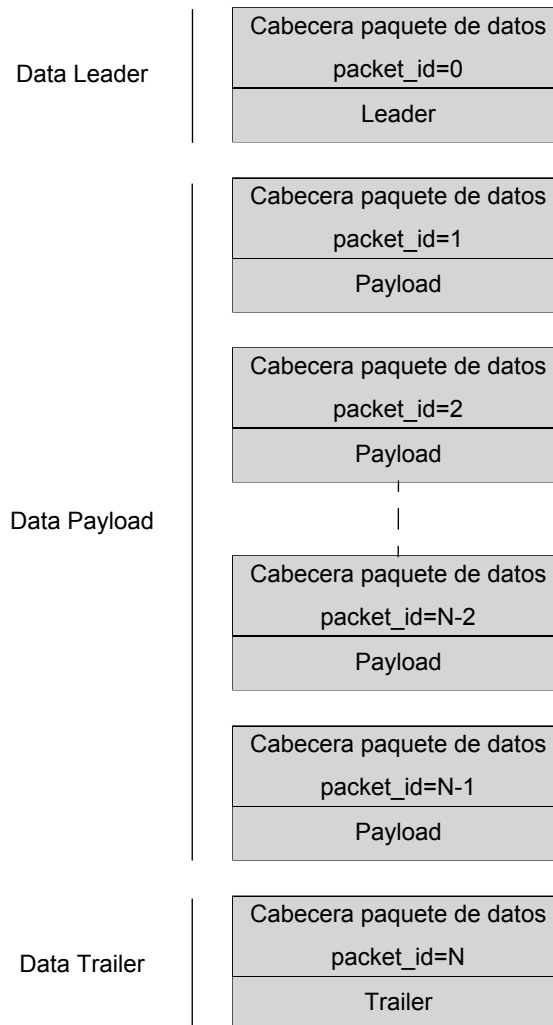 Data Leader
Cabecera paquete de datos
packet_id=0
Leader
Data Payload
Cabecera paquete de datos
packet_id=1
Payload
Cabecera paquete de datos
packet_id=2
Payload
Cabecera paquete de datos
packet_id=N-2
Payload
Cabecera paquete de datos
packet_id=N-1
Payload
Data Trailer
Cabecera paquete de datos
packet_id=N
Trailer